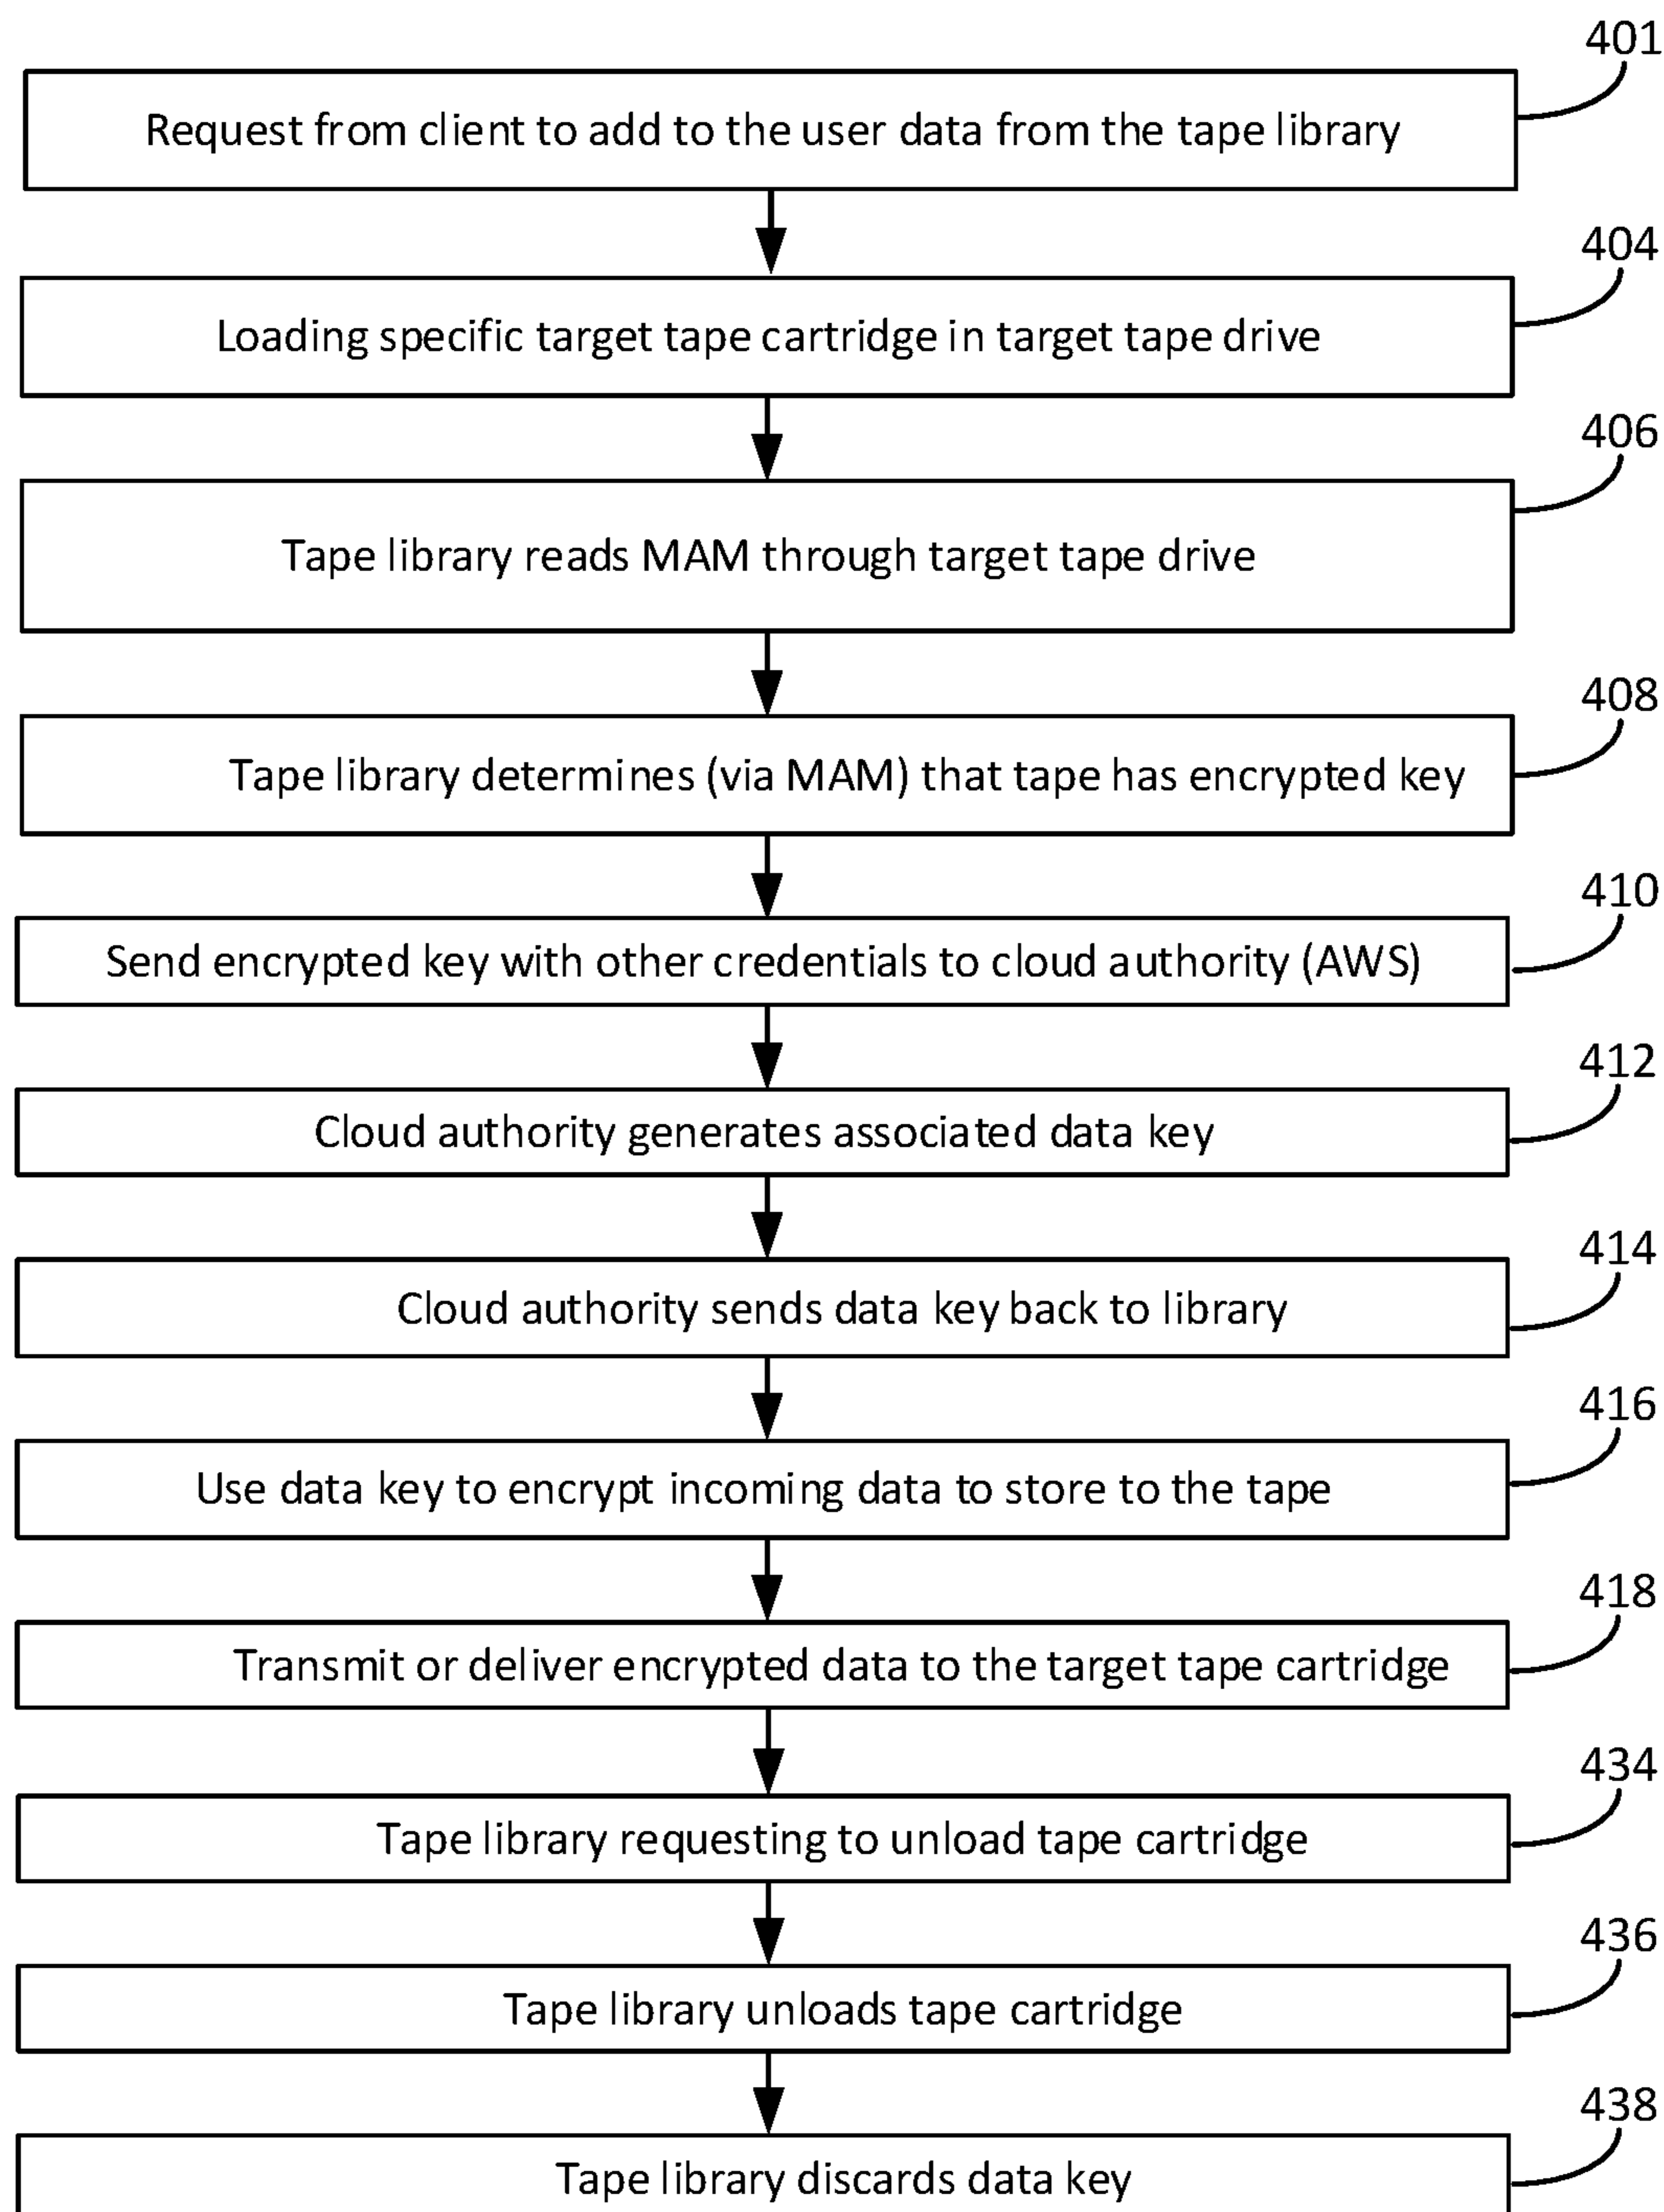 401
Request from client to add to the user data from the tape library
404
Loading specific target tape cartridge in target tape drive
406
Tape library reads MAM through target tape drive
408
Tape library determines (via MAM) that tape has encrypted key
410
Send encrypted key with other credentials to cloud authority (AWS)
412
Cloud authority generates associated data key
414
Cloud authority sends data key back to library
416
Use data key to encrypt incoming data to store to the tape
418
Transmit or deliver encrypted data to the target tape cartridge
434
Tape library requesting to unload tape cartridge
436
Tape library unloads tape cartridge
438
Tape library discards data key